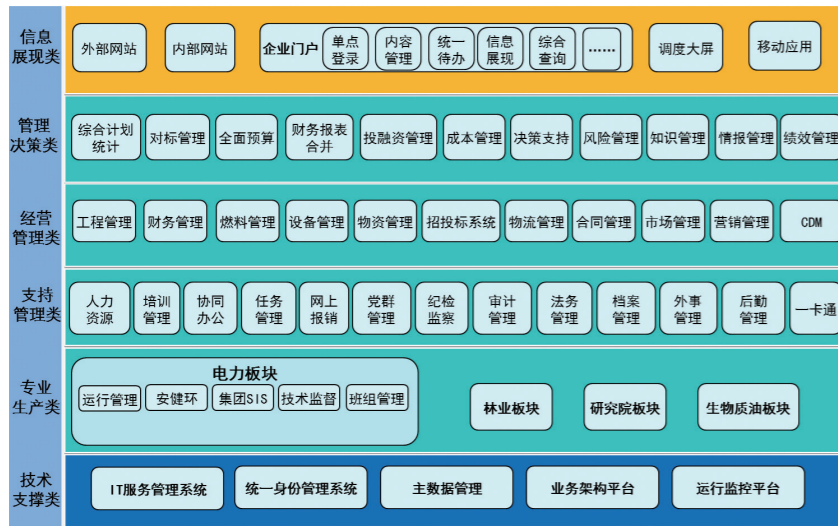 信息
展现类
外部网站
内部网站
企业门户
单点
登录
内容
管理
统一
待办
信息
展现
综合
查询
……
调度大屏
移动应用
管理
决策类
综合计划
统计
对标管理
全面预算
财务报表
合并
投融资管理
成本管理
决策支持
风险管理
知识管理
情报管理
绩效管理
经营
管理类
工程管理
财务管理
燃料管理
设备管理
物资管理
招投标系统
物流管理
合同管理
市场管理
营销管理
CDM
支持
管理类
人力
资源
培训
管理
协同
办公
任务
管理
网上
报销
党群
管理
纪检
监察
审计
管理
法务
管理
档案
管理
外事
管理
后勤
管理
一卡通
专业
生产类
电力板块
运行管理
安健环
集团SIS
技术监督
班组管理
林业板块
研究院板块
生物质油板块
技术
支撑类
IT服务管理系统
统一身份管理系统
主数据管理
业务架构平台
运行监控平台